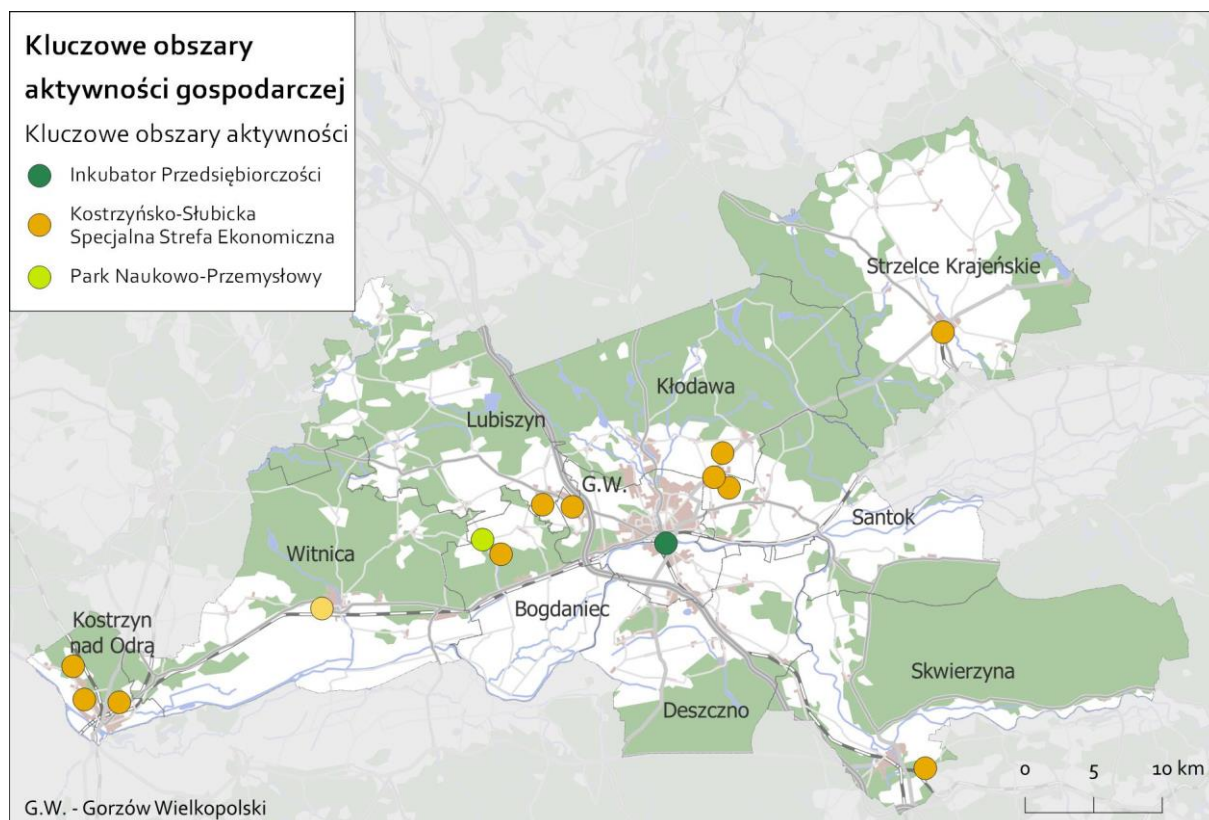 Kluczowe obszary
aktywności gospodarczej
Kluczowe obszary aktywności
Inkubator Przedsiębiorczości
Kostrzyńsko-Słubicka
Specjalna Strefa Ekonomiczna
Park Naukowo-Przemysłowy
Strzelce Krajeńskie
Kłodawa
Lubiszyn
G.W.
Santok
Witnica
Bogdaniec
Kostrzyn
nad Odrą
Skwierzyna
Deszczno
0 5 10 km
G.W. - Gorzów Wielkopolski